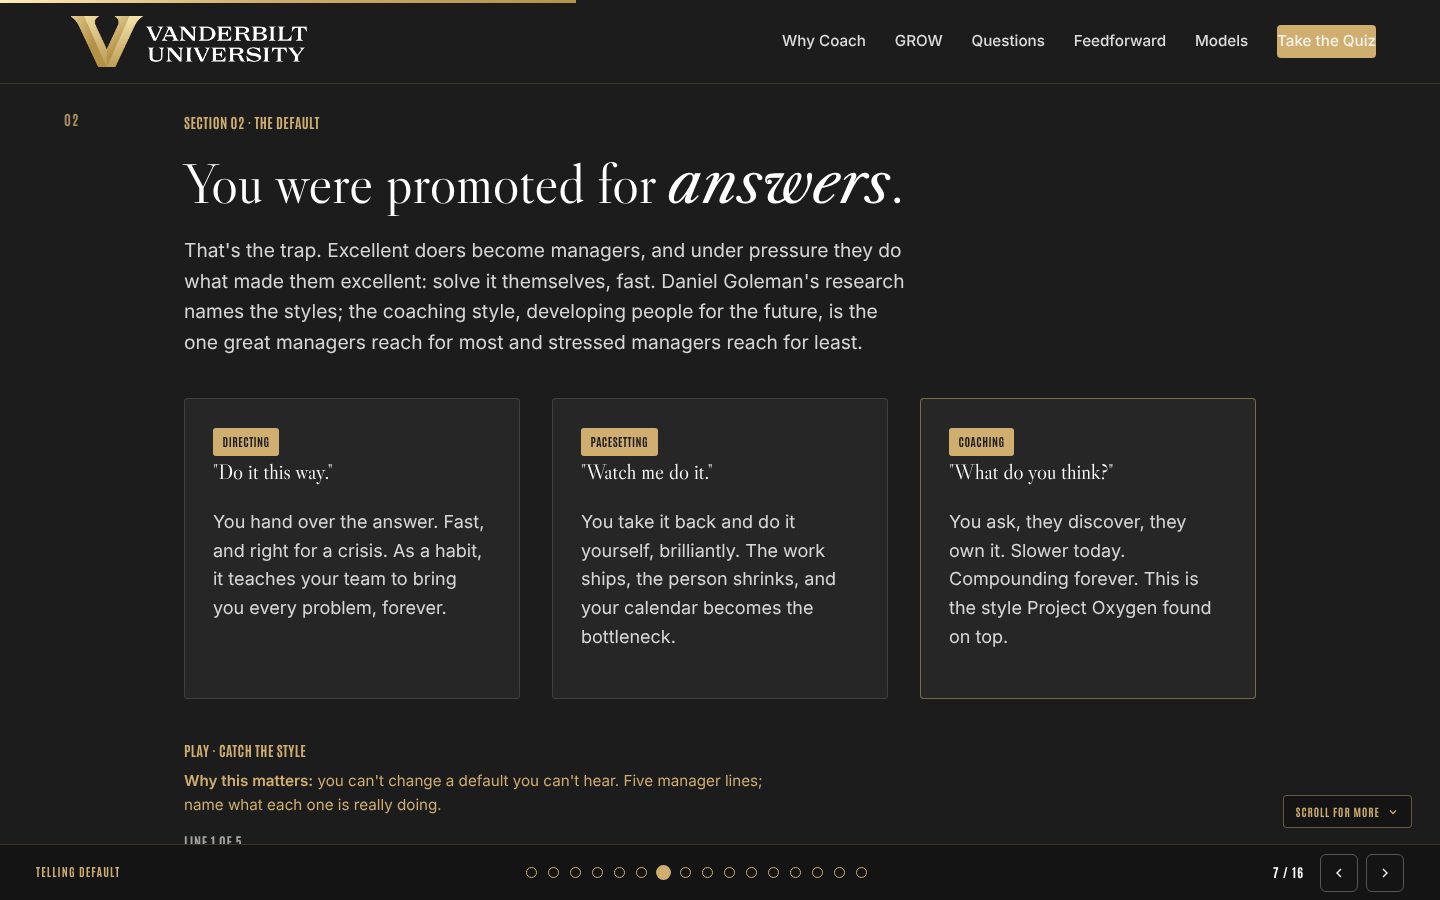 VANDERBILT
UNIVERSITY
Why Coach
GROW
Questions
Feedforward
Models
Take the Quiz
02
SECTION 02 · THE DEFAULT
You were promoted for answers.
That's the trap. Excellent doers become managers, and under pressure they do
what made them excellent: solve it themselves, fast. Daniel Goleman's research
names the styles; the coaching style, developing people for the future, is the
one great managers reach for most and stressed managers reach for least.
DIRECTING
"Do it this way."
You hand over the answer. Fast,
and right for a crisis. As a habit,
it teaches your team to bring
you every problem, forever.
PACESETTING
"Watch me do it."
You take it back and do it
yourself, brilliantly. The work
ships, the person shrinks, and
your calendar becomes the
bottleneck.
COACHING
"What do you think?"
You ask, they discover, they
own it. Slower today.
Compounding forever. This is
the style Project Oxygen found
on top.
PLAY · CATCH THE STYLE
Why this matters: you can't change a default you can't hear. Five manager lines;
name what each one is really doing.
LINE 1 OF 5
SCROLL FOR MORE
TELLING DEFAULT
7 / 16